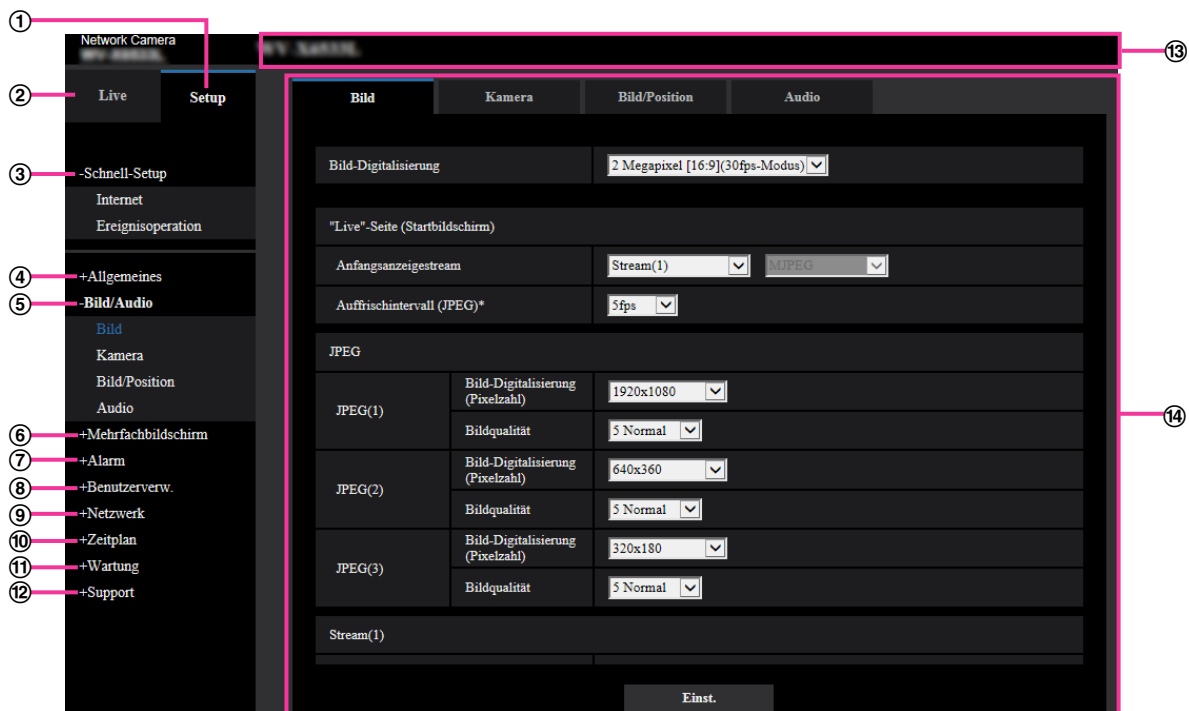 ①
Network Camera
⑬
② Live Setup
Bild Kamera Bild/Position Audio
Bild-Digitalisierung 2 Megapixel [16:9](30fps-Modus)
③ -Schnell-Setup
Internet
Ereignisoperation
"Live"-Seite (Startbildschirm)
Anfangsanzeigestream Stream(1) MJPEG
Auffrischintervall (JPEG)* 5fps
④ +Allgemeines
⑤ -Bild/Audio
Bild
Kamera
Bild/Position
Audio
⑥ +Mehrfachbildschirm
⑦ +Alarm
⑧ +Benutzerverw.
⑨ +Netzwerk
⑩ +Zeitplan
⑪ +Wartung
⑫ +Support
JPEG
JPEG(1)
Bild-Digitalisierung
(Pixelzahl) 1920x1080
Bildqualität 5 Normal
⑭
JPEG(2)
Bild-Digitalisierung
(Pixelzahl) 640x360
Bildqualität 5 Normal
JPEG(3)
Bild-Digitalisierung
(Pixelzahl) 320x180
Bildqualität 5 Normal
Stream(1)
Einst.